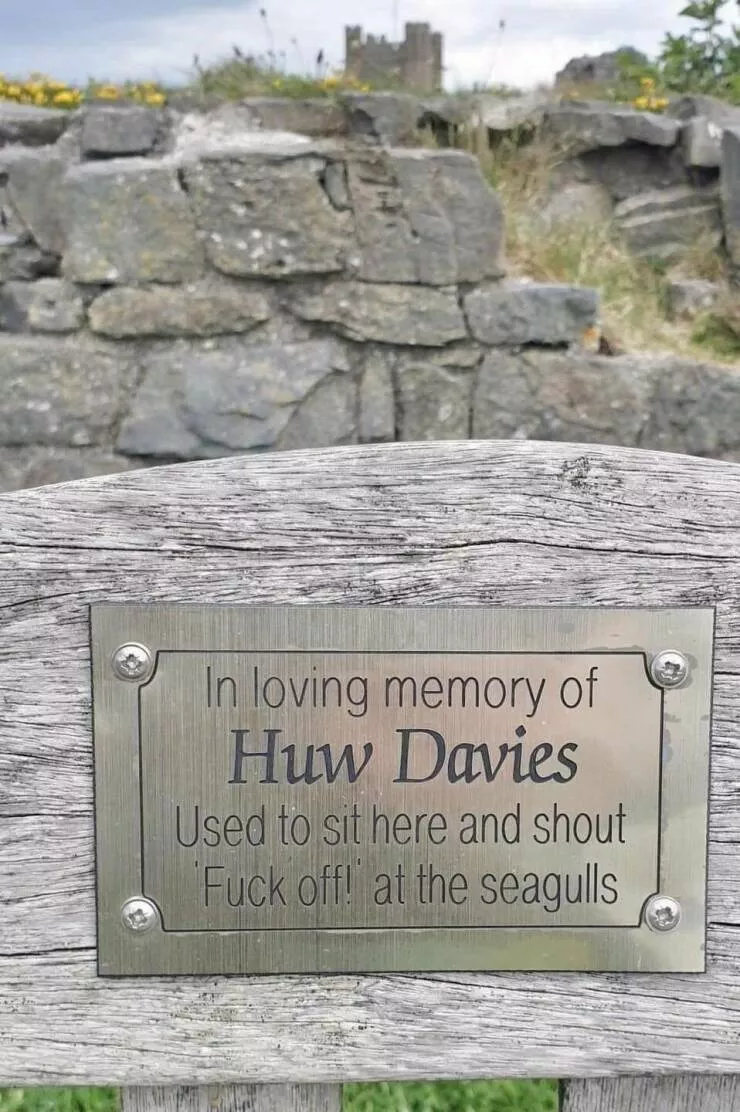 In loving memory of
Huw Davies
Used to sit here and shout
'Fuck off!' at the seagulls